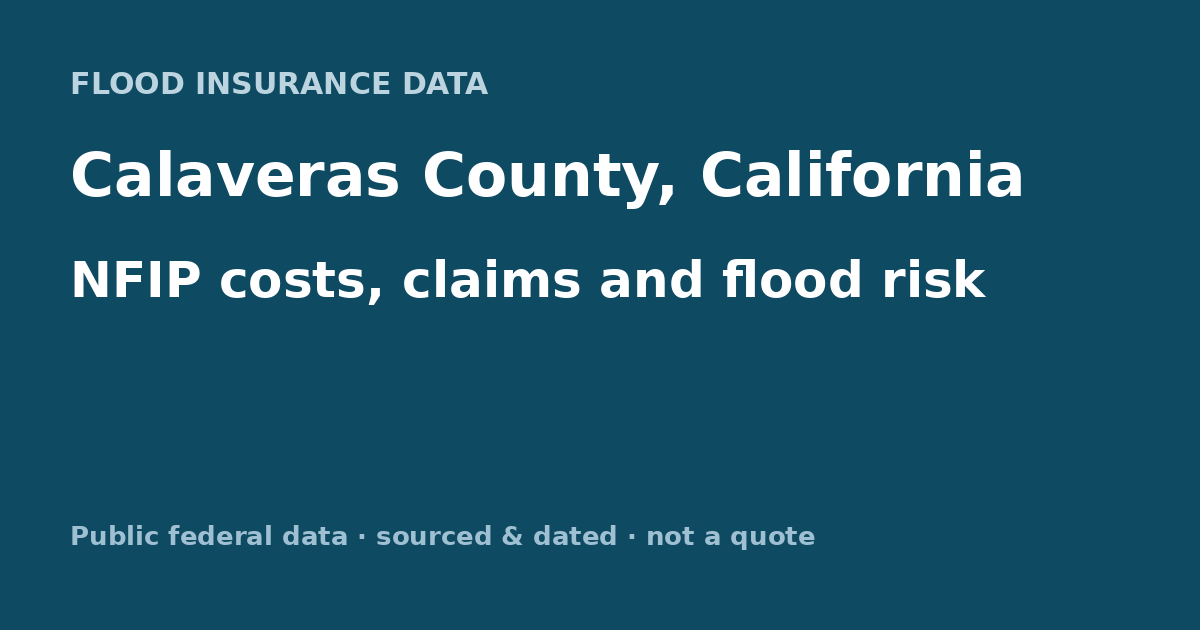 FLOOD INSURANCE DATA
Calaveras County, California
NFIP costs, claims and flood risk
Public federal data · sourced & dated · not a quote